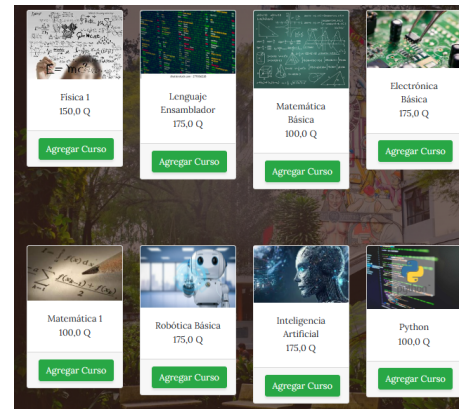 E=mc²
Física 1
150,0 Q
Agregar Curso
Lenguaje
Ensamblador
175,0 Q
Agregar Curso
Matemática
Básica
100,0 Q
Agregar Curso
Electrónica
Básica
175,0 Q
Agregar Curso
Matemática 1
100,0 Q
Agregar Curso
Robótica Básica
175,0 Q
Agregar Curso
Inteligencia
Artificial
175,0 Q
Agregar Curso
python
Python
100,0 Q
Agregar Curso